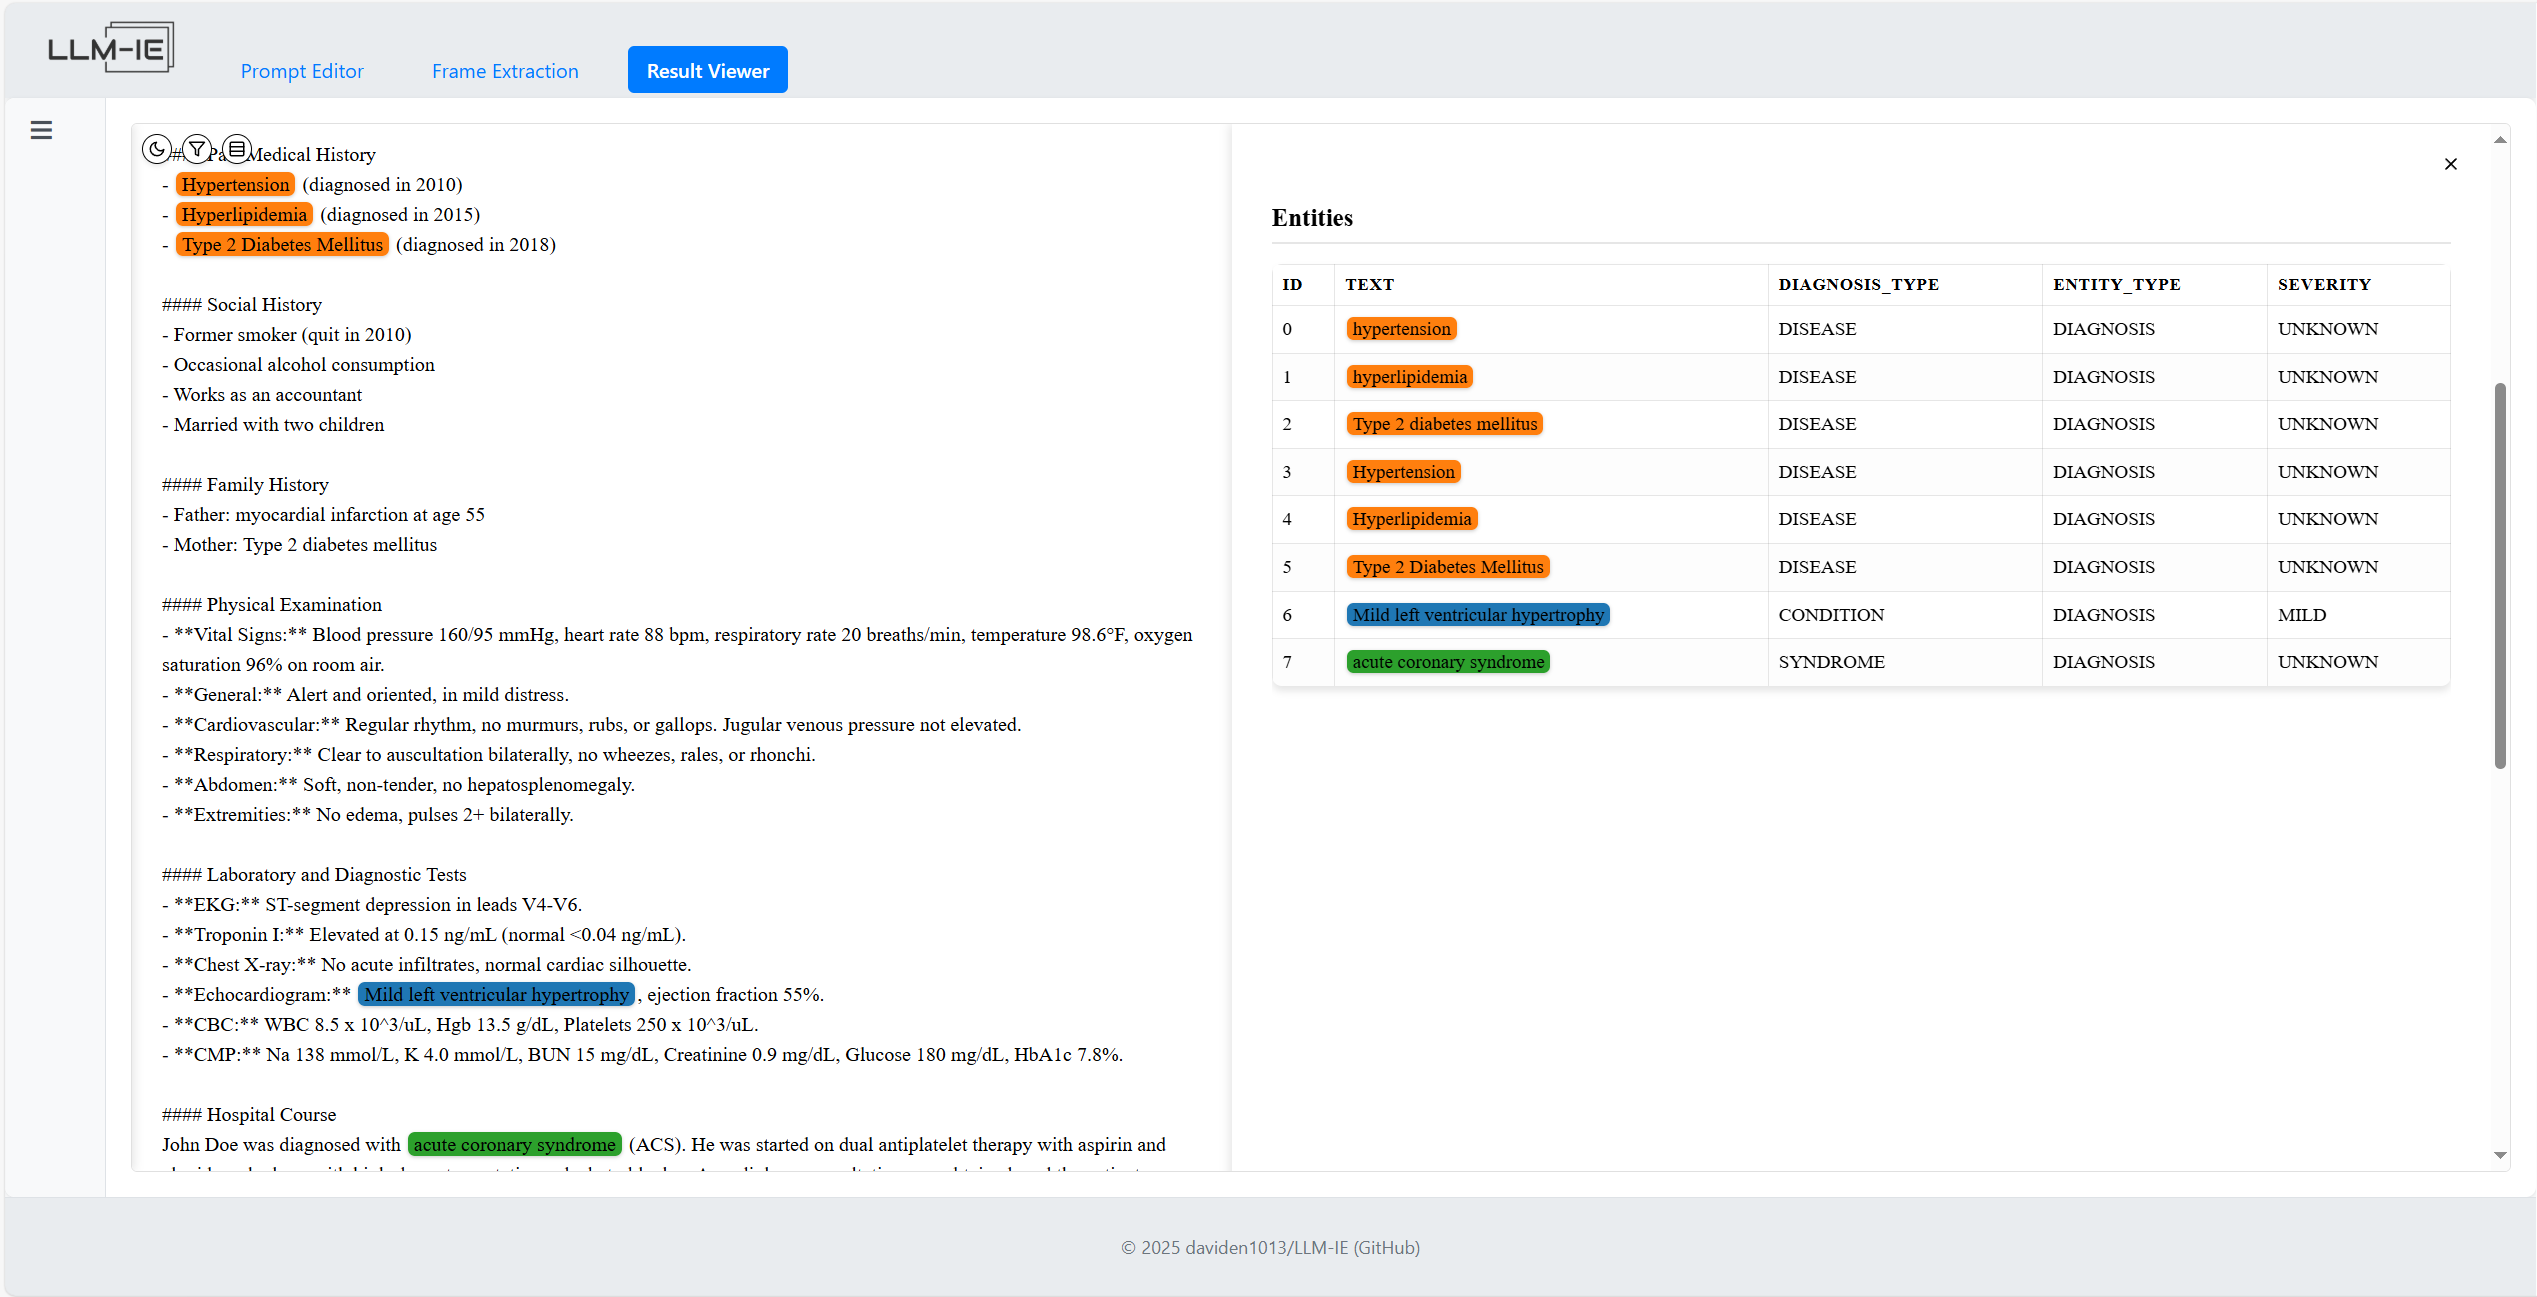 LLM-IE
Prompt Editor
Frame Extraction
Result Viewer
Medical History
- Hypertension (diagnosed in 2010)
- Hyperlipidemia (diagnosed in 2015)
- Type 2 Diabetes Mellitus (diagnosed in 2018)
#### Social History
- Former smoker (quit in 2010)
- Occasional alcohol consumption
- Works as an accountant
- Married with two children
#### Family History
- Father: myocardial infarction at age 55
- Mother: Type 2 diabetes mellitus
#### Physical Examination
- **Vital Signs:** Blood pressure 160/95 mmHg, heart rate 88 bpm, respiratory rate 20 breaths/min, temperature 98.6°F, oxygen
saturation 96% on room air.
- **General:** Alert and oriented, in mild distress.
- **Cardiovascular:** Regular rhythm, no murmurs, rubs, or gallops. Jugular venous pressure not elevated.
- **Respiratory:** Clear to auscultation bilaterally, no wheezes, rales, or rhonchi.
- **Abdomen:** Soft, non-tender, no hepatosplenomegaly.
- **Extremities:** No edema, pulses 2+ bilaterally.
#### Laboratory and Diagnostic Tests
- **EKG:** ST-segment depression in leads V4-V6.
- **Troponin I:** Elevated at 0.15 ng/mL (normal <0.04 ng/mL).
- **Chest X-ray:** No acute infiltrates, normal cardiac silhouette.
- **Echocardiogram:** Mild left ventricular hypertrophy, ejection fraction 55%.
- **CBC:** WBC 8.5 x 10^3/uL, Hgb 13.5 g/dL, Platelets 250 x 10^3/uL.
- **CMP:** Na 138 mmol/L, K 4.0 mmol/L, BUN 15 mg/dL, Creatinine 0.9 mg/dL, Glucose 180 mg/dL, HbA1c 7.8%.
#### Hospital Course
John Doe was diagnosed with acute coronary syndrome (ACS). He was started on dual antiplatelet therapy with aspirin and
Entities
ID TEXT DIAGNOSIS_TYPE ENTITY_TYPE SEVERITY
0 hypertension DISEASE DIAGNOSIS UNKNOWN
1 hyperlipidemia DISEASE DIAGNOSIS UNKNOWN
2 Type 2 diabetes mellitus DISEASE DIAGNOSIS UNKNOWN
3 Hypertension DISEASE DIAGNOSIS UNKNOWN
4 Hyperlipidemia DISEASE DIAGNOSIS UNKNOWN
5 Type 2 Diabetes Mellitus DISEASE DIAGNOSIS UNKNOWN
6 Mild left ventricular hypertrophy CONDITION DIAGNOSIS MILD
7 acute coronary syndrome SYNDROME DIAGNOSIS UNKNOWN
© 2025 daviden1013/LLM-IE (GitHub)